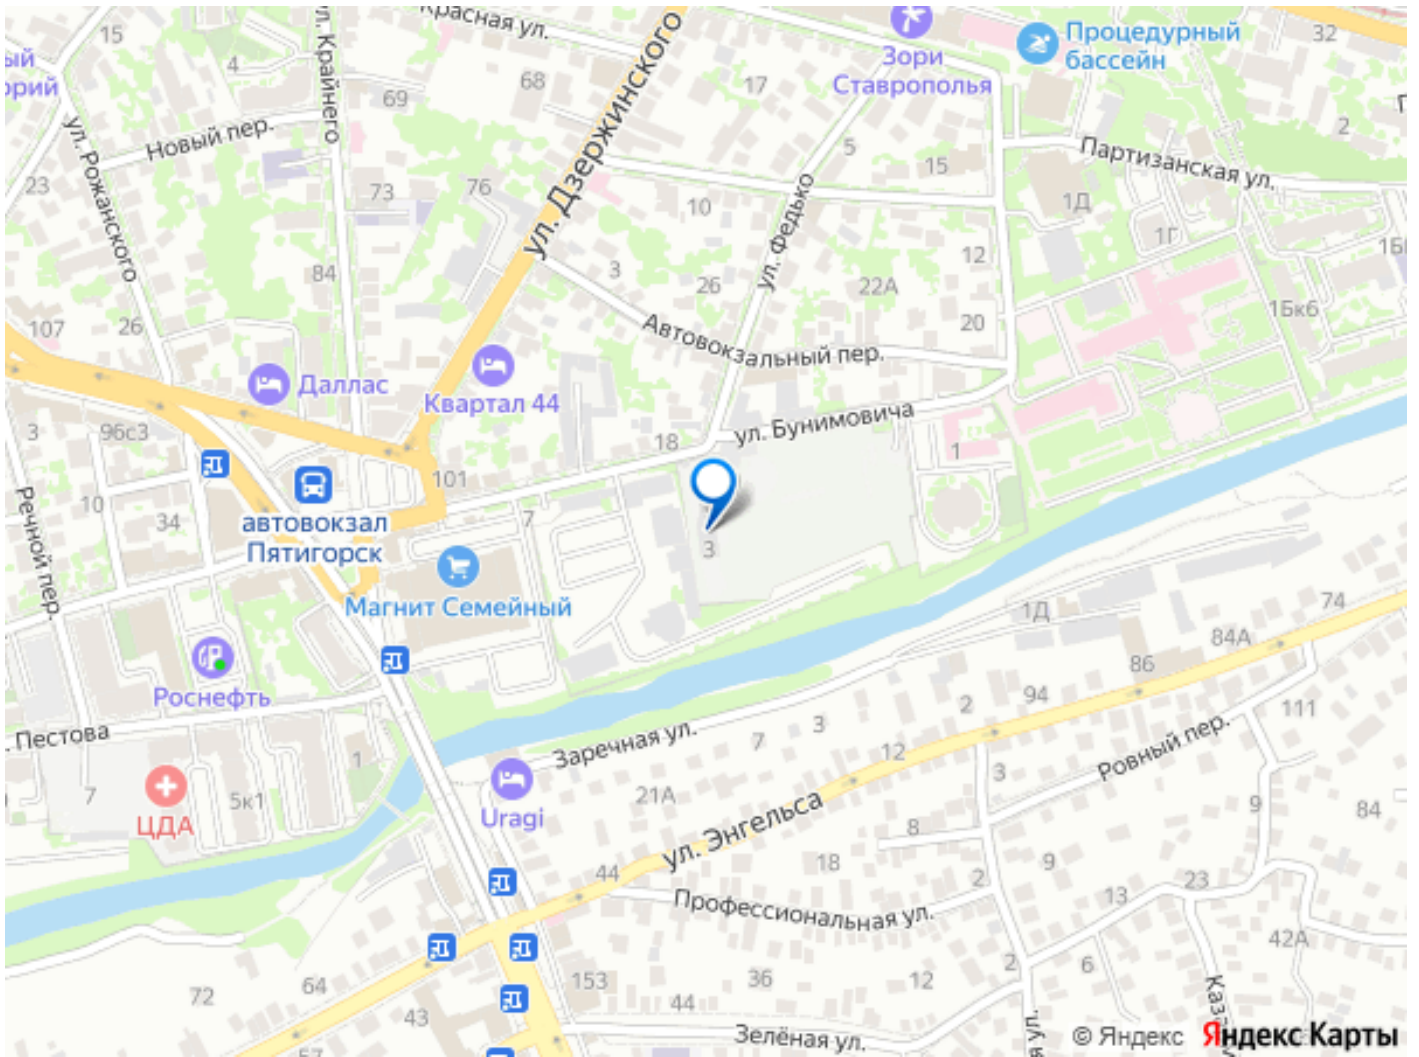 Красная ул.
ул. Крайнего
15
4
68
69
17
Зори
Ставрополья
Процедурный
бассейн
32
2
ул. Дзержинского
Новый пер.
ул. Рожанского
23
73
76
10
5
15
Партизанская ул.
1Д
1Г
ул. Федько
12
84
3
26
22А
1Бк6
107
26
20
Автовокзальный пер.
Даллас
Квартал 44
3
96с3
18
ул. Бунимовича
1
101
10
34
7
автовокзал
Пятигорск
3
Речной пер.
Магнит Семейный
1Д
74
84А
86
Роснефть
94
2
111
3
Заречная ул.
7
12
Ровный пер.
3
. Пестова
1
7
5к1
ЦДА
Uragi
21А
ул. Энгельса
8
9
84
44
18
9
2
13
23
Профессиональная ул.
42А
2
6
153
36
12
64
72
43
44
57
Зелёная ул.
© Яндекс Яндекс Карты